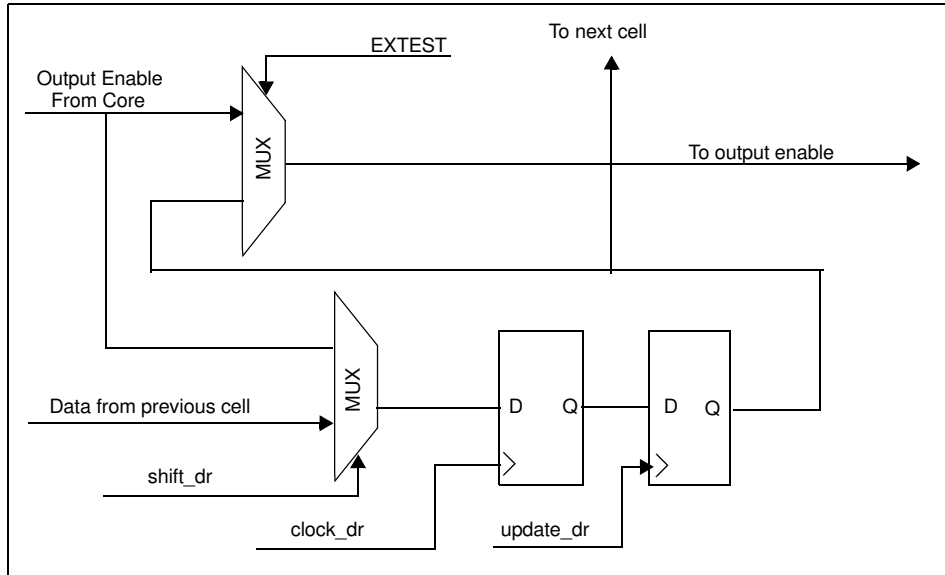 To next cell
EXTEST
Output Enable
From Core
MUX
To output enable
MUX
Data from previous cell
D
Q
D
Q
shift_dr
clock_dr
update_dr